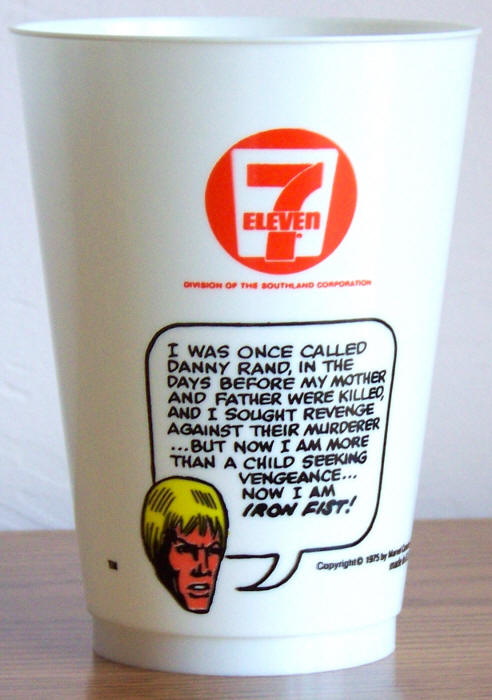 7
ELEVEN
DIVISION OF THE SOUTHLAND CORPORATION
I WAS ONCE CALLED
DANNY RAND, IN THE
DAYS BEFORE MY MOTHER
AND FATHER WERE KILLED,
AND I SOUGHT REVENGE
AGAINST THEIR MURDERER
...BUT NOW I AM MORE
THAN A CHILD SEEKING
VENGEANCE...
NOW I AM
IRON FIST!
TM
Copyright© 1975 by Marvel
made